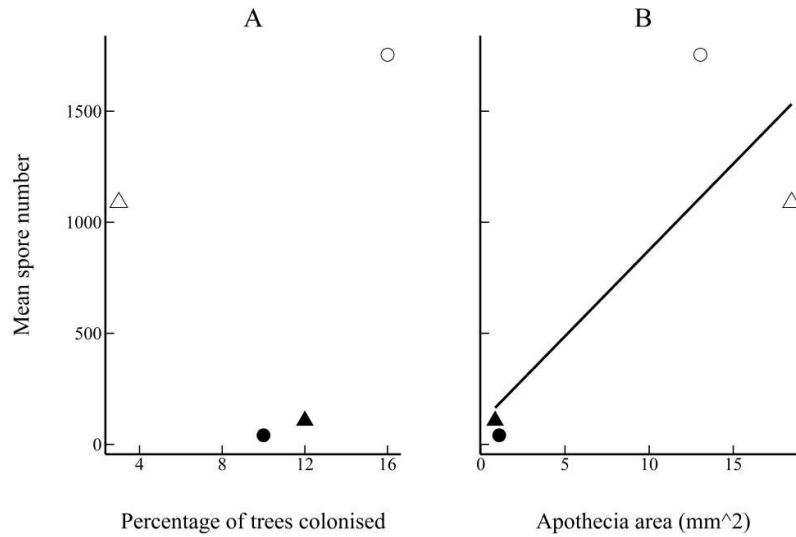 A
B
Mean spore number
1500
1000
500
0
4 8 12 16
0 5 10 15
Percentage of trees colonised
Apothecia area (mm^2)